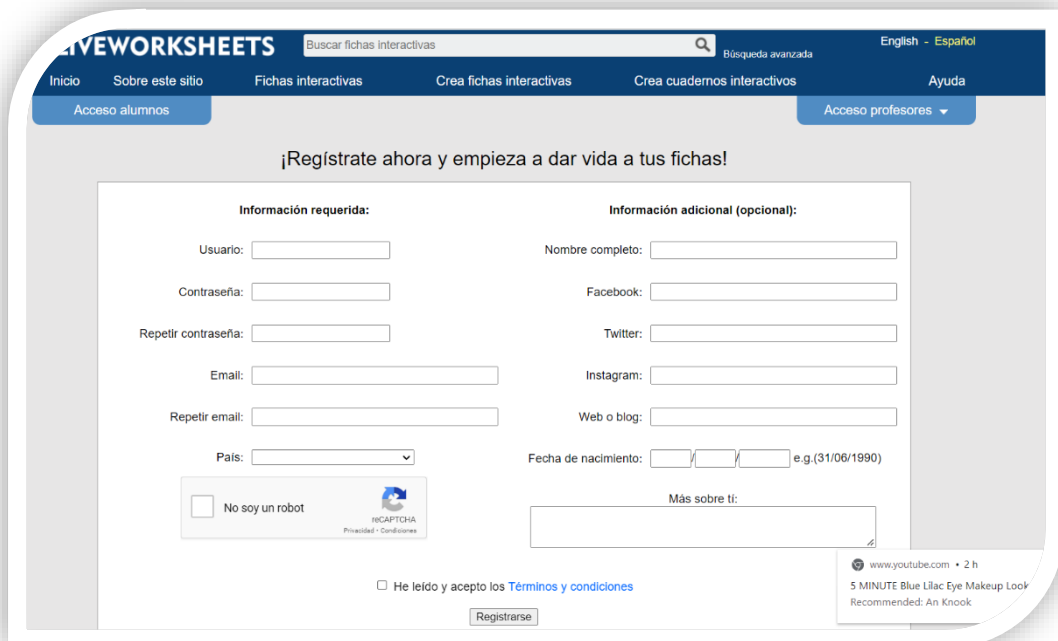 LIVEWORKSHEETS
Buscar fichas interactivas
Búsqueda avanzada
English - Español
Inicio Sobre este sitio Fichas interactivas Crea fichas interactivas Crea cuadernos interactivos Ayuda
Acceso alumnos
Acceso profesores
¡Regístrate ahora y empieza a dar vida a tus fichas!
Información requerida:
Usuario:
Contraseña:
Repetir contraseña:
Email:
Repetir email:
País:
No soy un robot
reCAPTCHA
Privacidad • Condiciones
Información adicional (opcional):
Nombre completo:
Facebook:
Twitter:
Instagram:
Web o blog:
Fecha de nacimiento: / / e.g.(31/06/1990)
Más sobre tí:
He leído y acepto los Términos y condiciones
Registrarse
www.youtube.com • 2 h
5 MINUTE Blue Lilac Eye Makeup Look
Recommended: An Knook